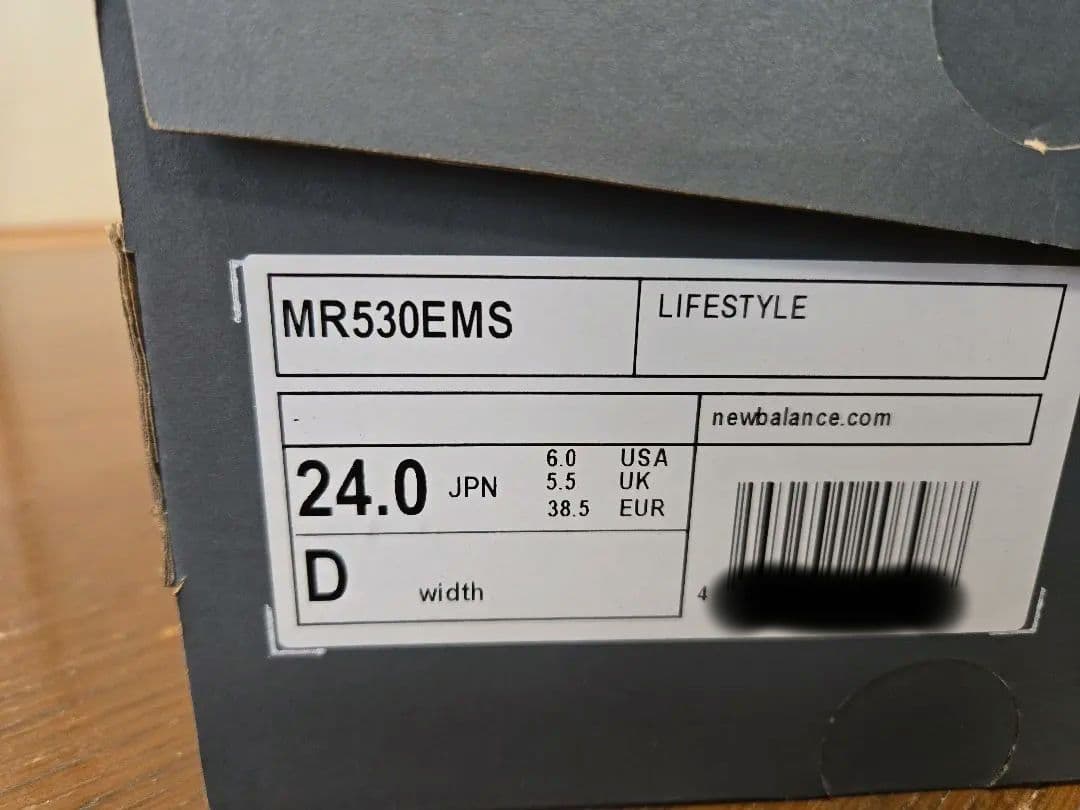 MR530EMS
LIFESTYLE
-
newbalance.com
24.0 JPN
6.0 USA
5.5 UK
38.5 EUR
D width
4